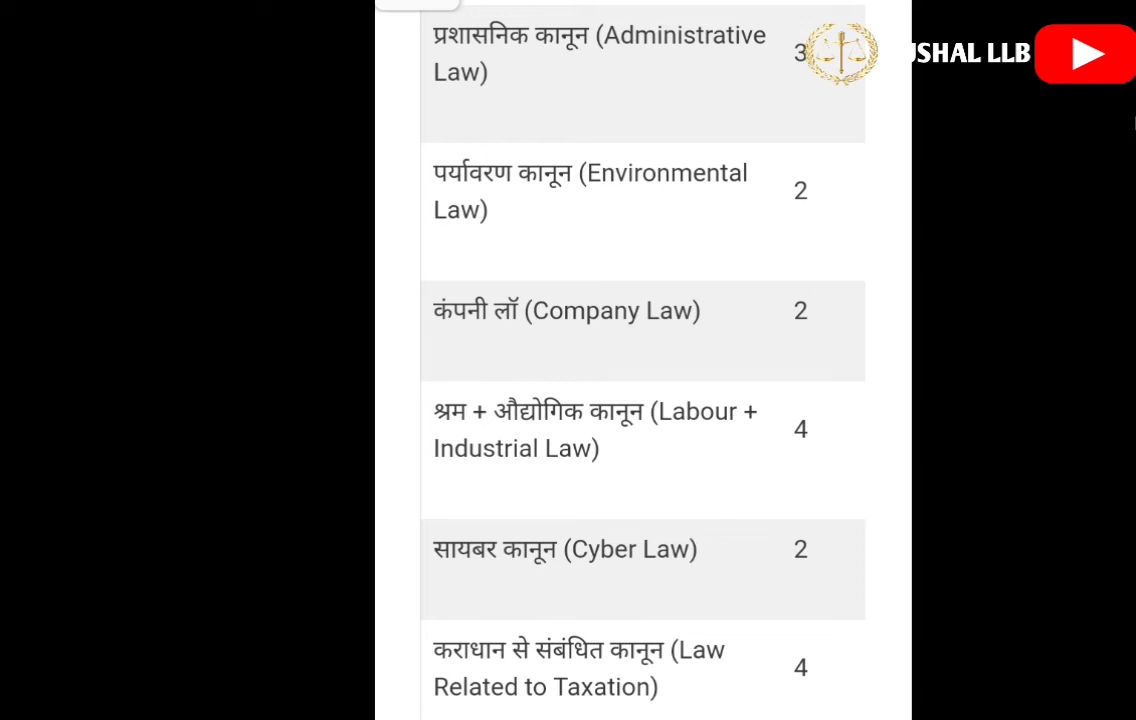 प्रशासनिक कानून (Administrative
Law)
3
USHAL LLB
पर्यावरण कानून (Environmental
Law)
2
कंपनी लॉ (Company Law)
2
श्रम + औद्योगिक कानून (Labour +
Industrial Law)
4
सायबर कानून (Cyber Law)
2
कराधान से संबंधित कानून (Law
Related to Taxation)
4